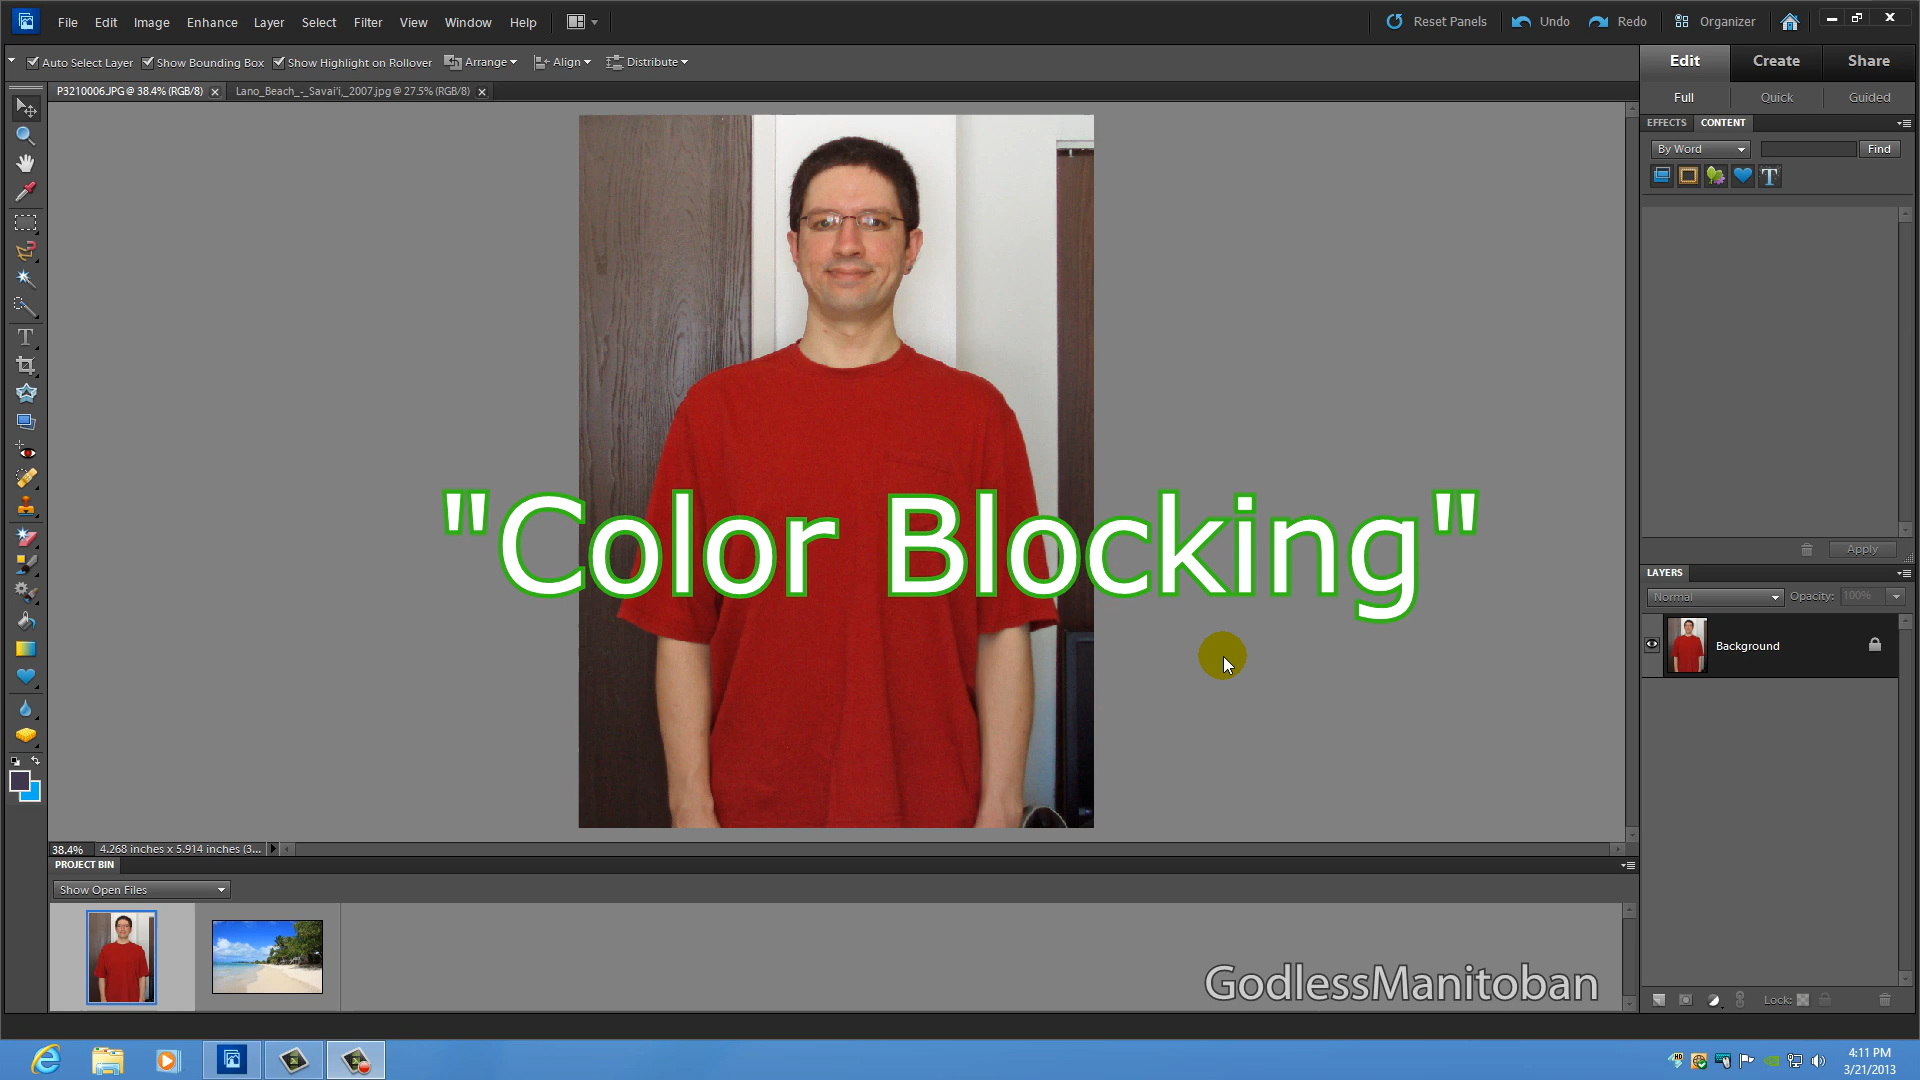 File Edit Image Enhance Layer Select Filter View Window Help Reset Panels Undo Redo Organizer
Auto Select Layer Show Bounding Box Show Highlight on Rollover Arrange Align Distribute
Edit Create Share
P3210006.JPG @ 38.4% (RGB/8) Lano_Beach_-_Savai'i,_2007.jpg @ 27.5% (RGB/8)
Full Quick Guided
EFFECTS CONTENT
By Word Find
T
"Color Blocking"
Apply
LAYERS
Normal Opacity: 100%
Background
38.4% 4.268 inches x 5.914 inches (3...
PROJECT BIN
Show Open Files
GodlessManitoban
Lock:
4:11 PM
3/21/2013